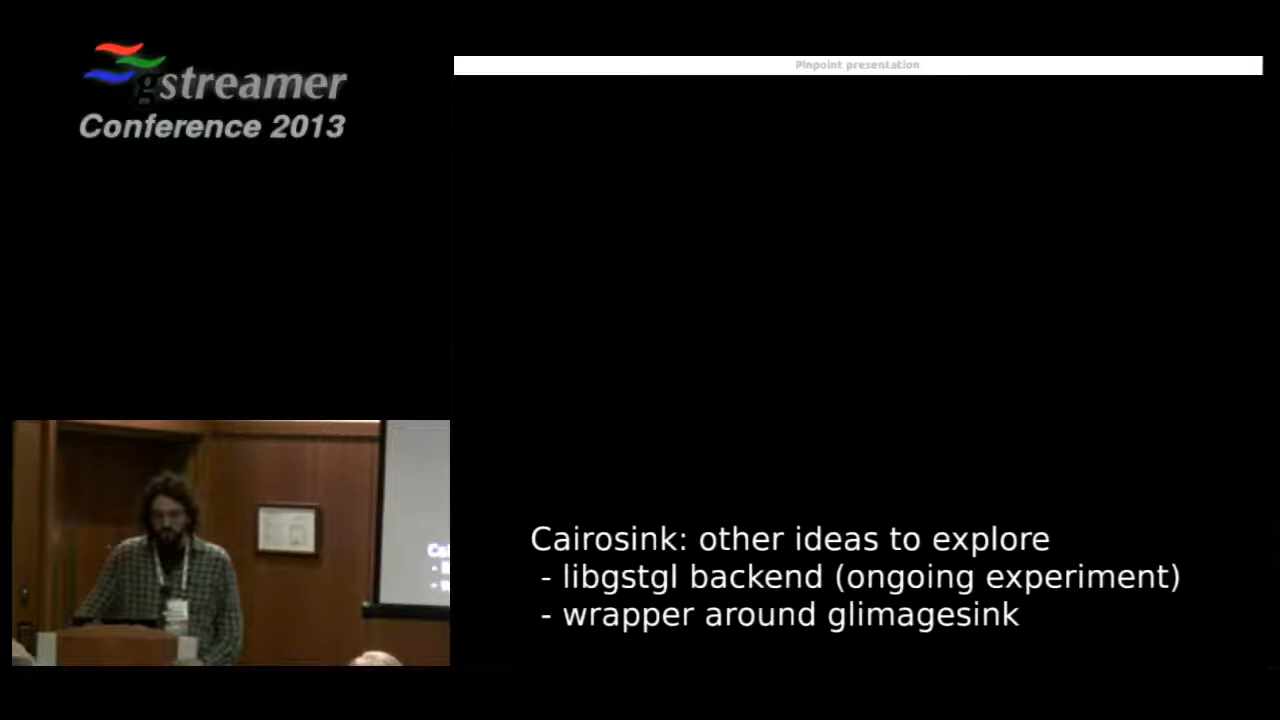 gstreamer
Conference 2013
Pinpoint presentation
Cairosink: other ideas to explore
- libgstgl backend (ongoing experiment)
- wrapper around glimagesink